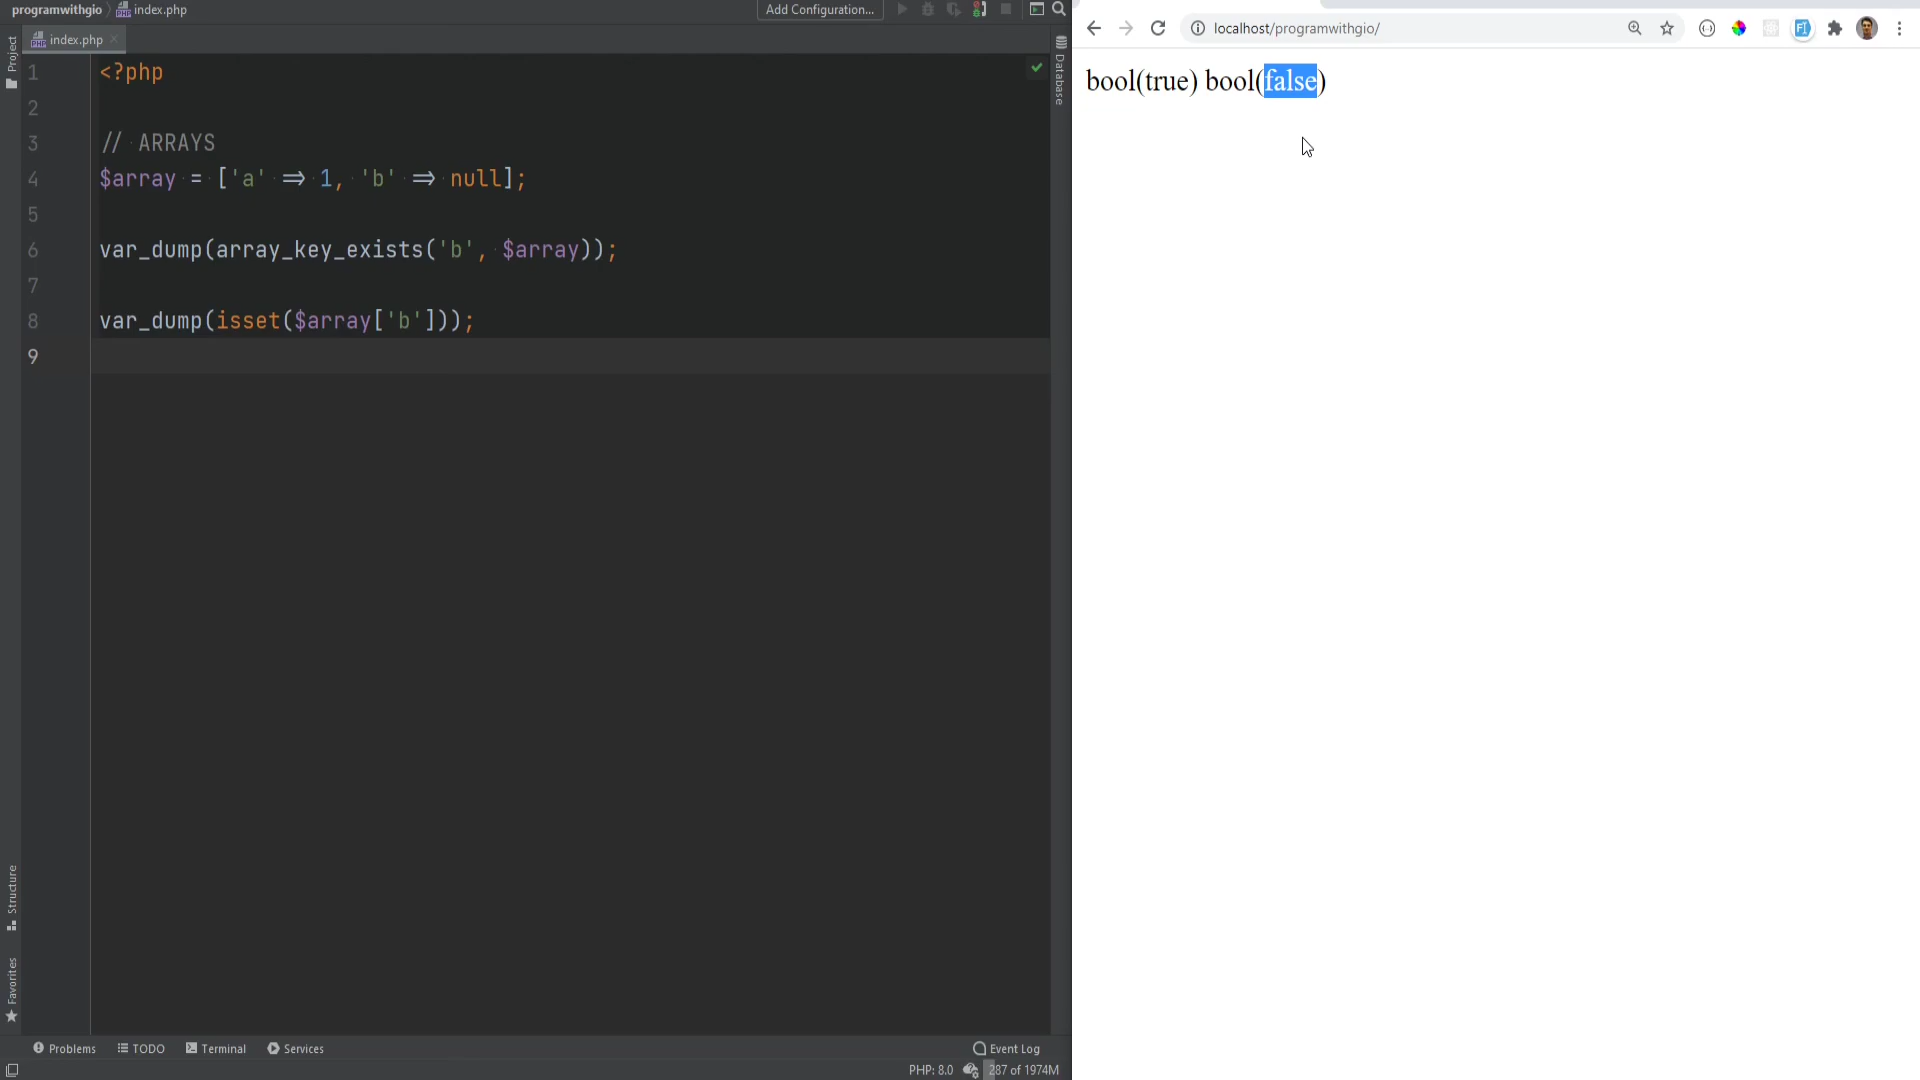 programwithgio index.php
Add Configuration...
index.php
Project
Database
1 <?php
2
3 // ARRAYS
4 $array = ['a' => 1, 'b' => null];
5
6 var_dump(array_key_exists('b', $array));
7
8 var_dump(isset($array['b']));
9
Structure
Favorites
Problems TODO Terminal Services
Event Log
PHP: 8.0 287 of 1974M
localhost/programwithgio/
bool(true) bool(false)